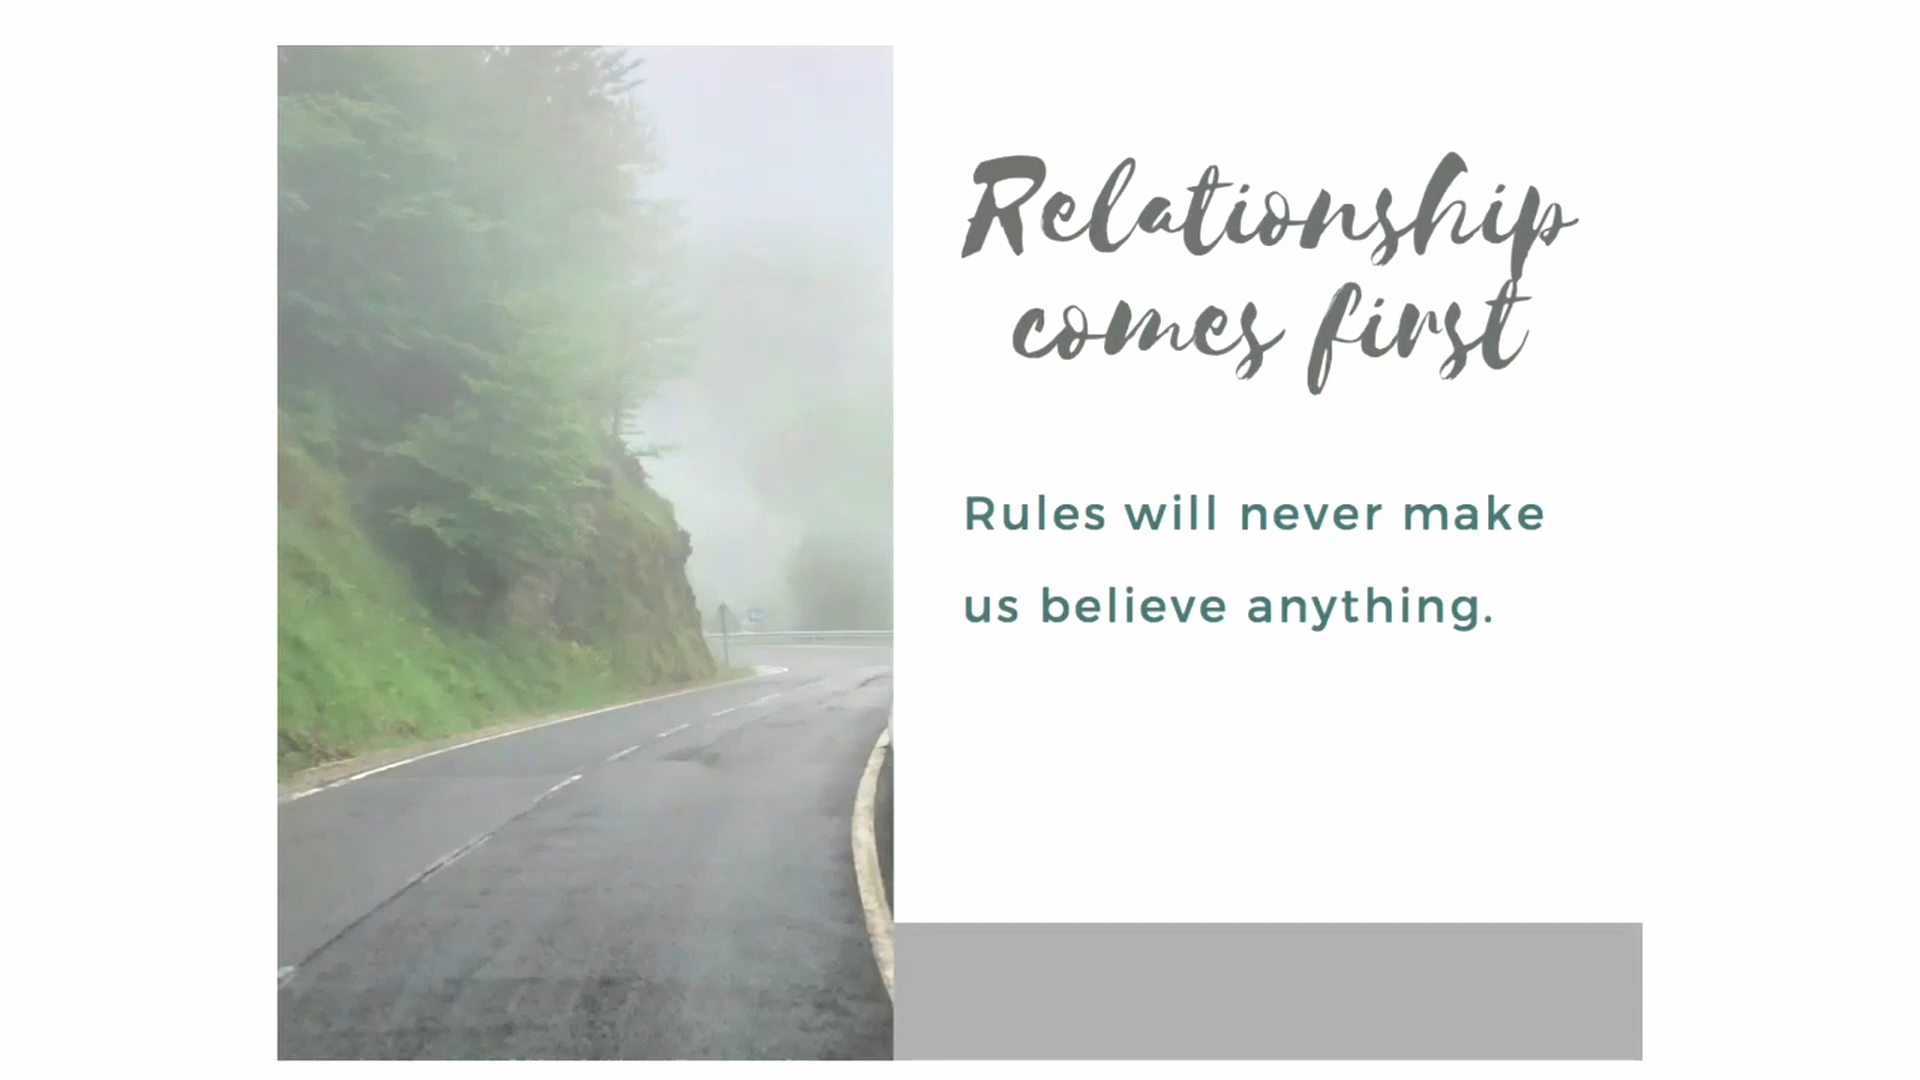 Relationship
comes first
Rules will never make
us believe anything.